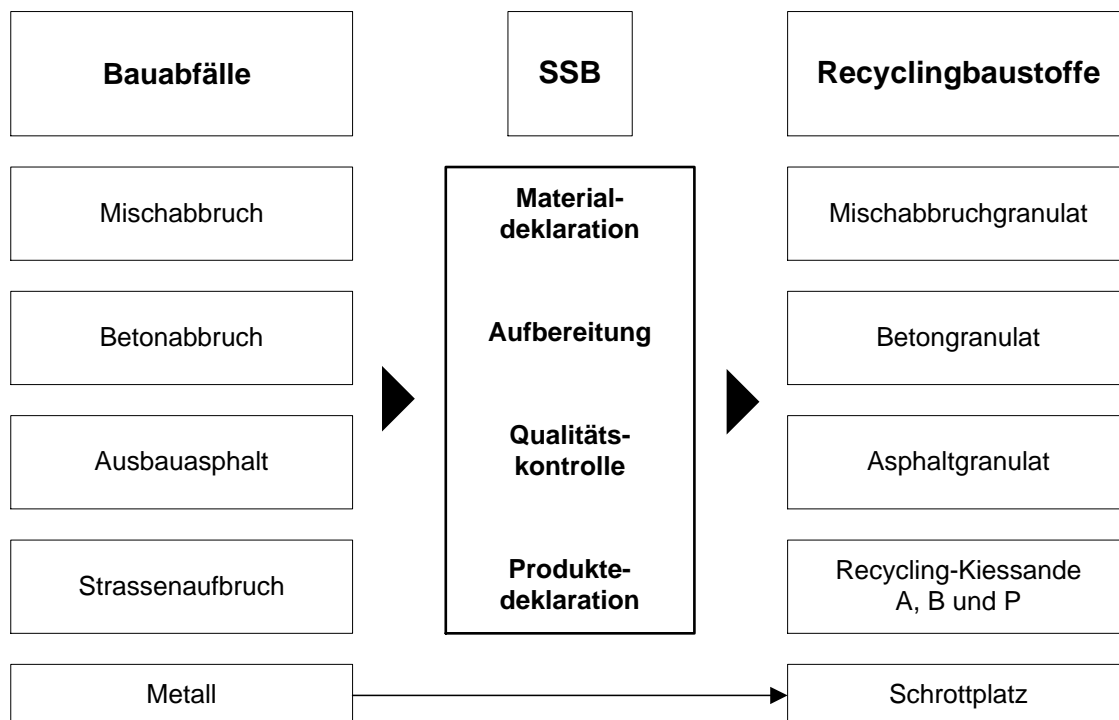 Bauabfälle
SSB
Recyclingbaustoffe
Mischabbruch
Material-
deklaration
Mischabbruchgranulat
Betonabbruch
Aufbereitung
Betongranulat
Ausbauasphalt
Qualitäts-
kontrolle
Asphaltgranulat
Strassenaufbruch
Produkte-
deklaration
Recycling-Kiessande
A, B und P
Metall
Schrottplatz